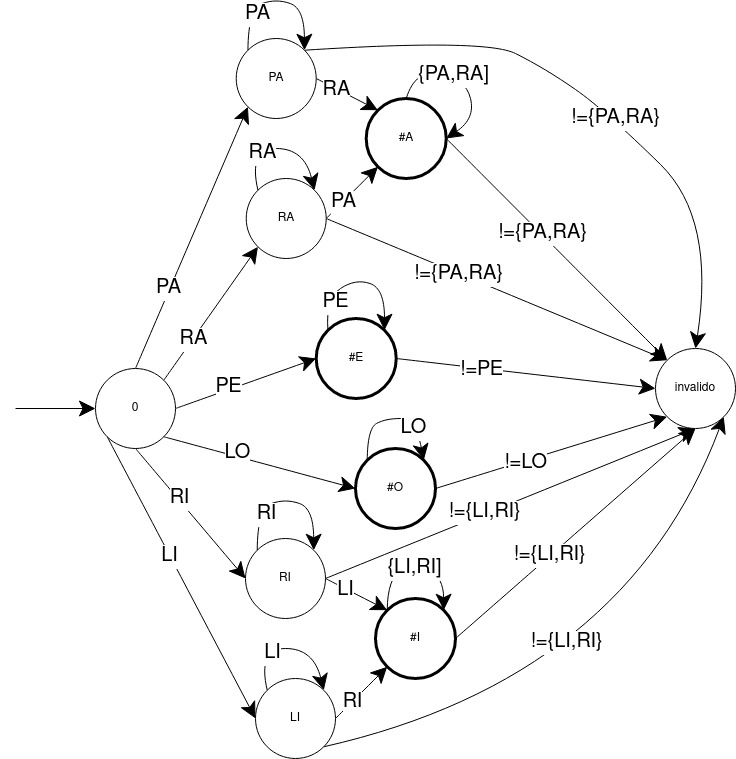 PA
PA
RA
{PA,RA]
#A
!={PA,RA}
RA
RA
PA
!={PA,RA}
!={PA,RA}
PA
RA
PE
#E
!=PE
PE
0
invalido
LO
LO
#O
!=LO
RI
RI
!={LI,RI}
RI
LI
{LI,RI]
#I
!={LI,RI}
LI
LI
LI
RI
!={LI,RI}